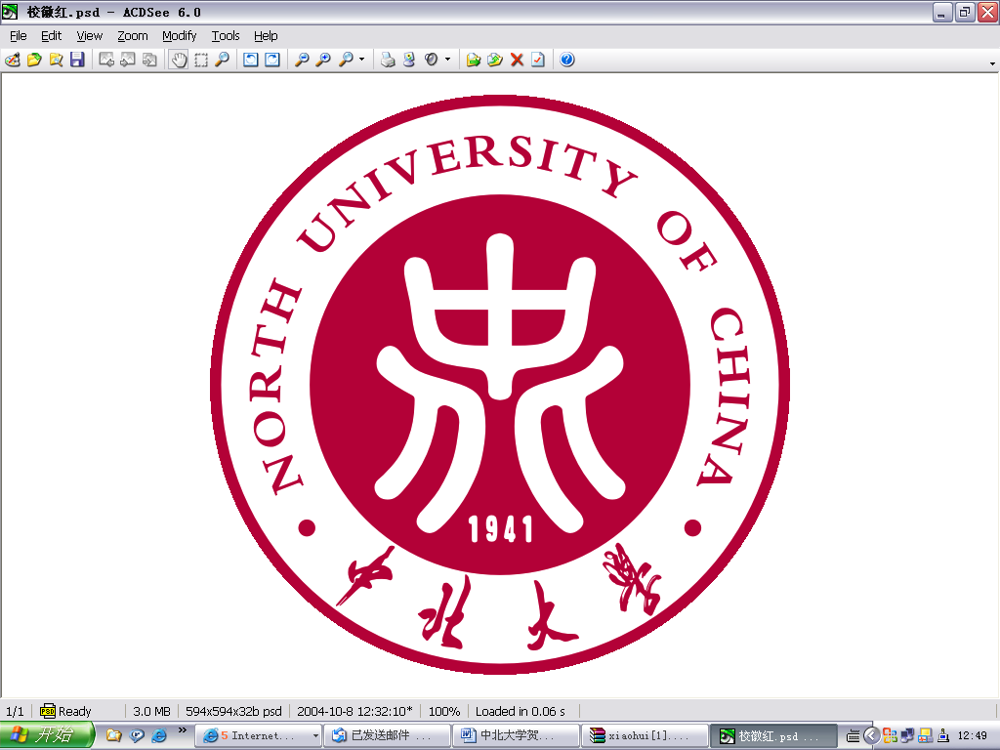 校徽红.psd - ACDSee 6.0
File Edit View Zoom Modify Tools Help
NORTH UNIVERSITY OF CHINA
1941
中北大学
1/1 Ready 3.0 MB 594x594x32b psd 2004-10-8 12:32:10* 100% Loaded in 0.06 s
开始 5 Internet... 已发送邮件 ... 中北大学贺... xiaohui[1].... 校徽红.psd ... 12:49